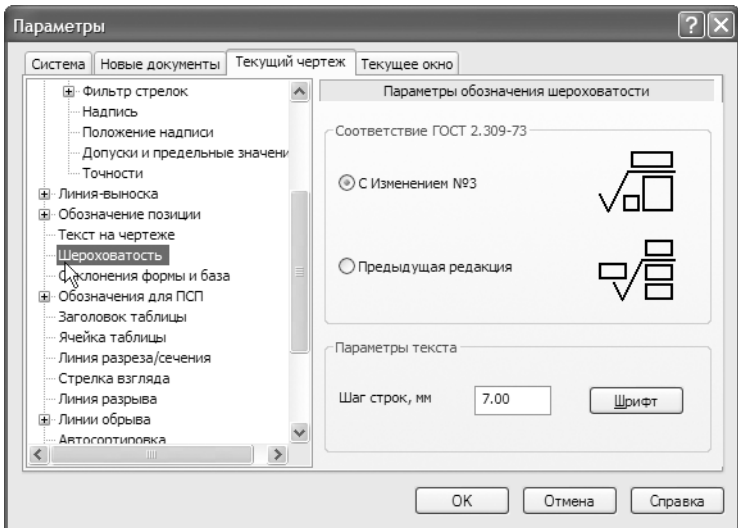 Параметры
Система Новые документы Текущий чертеж Текущее окно
Фильтр стрелок
Надпись
Положение надписи
Допуски и предельные значени
Точности
Линия-выноска
Обозначение позиции
Текст на чертеже
Шероховатость
Отклонения формы и база
Обозначения для ПСП
Заголовок таблицы
Ячейка таблицы
Линия разреза/сечения
Стрелка взгляда
Линия разрыва
Линии обрыва
Автосортировка
Параметры обозначения шероховатости
Соответствие ГОСТ 2.309-73
С Изменением №3
Предыдущая редакция
Параметры текста
Шаг строк, мм 7.00 Шрифт
OK Отмена Справка